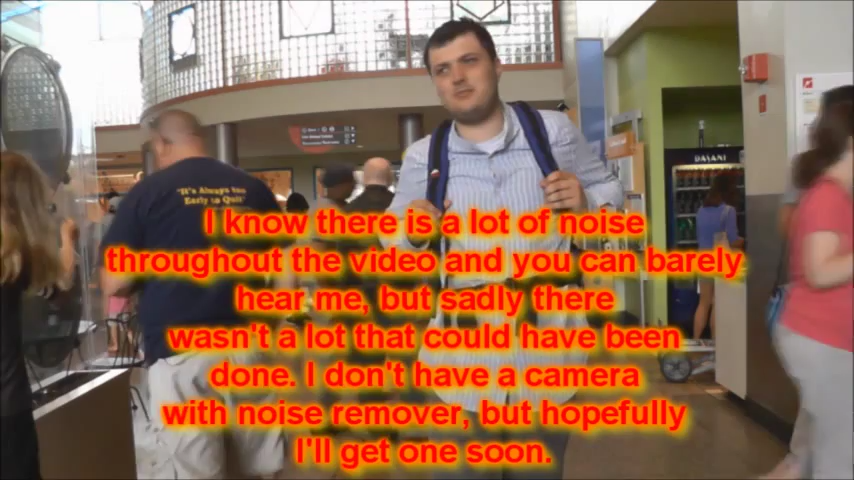 "It's Always too
Early to Quit"
DASANI
I know there is a lot of noise
throughout the video and you can barely
hear me, but sadly there
wasn't a lot that could have been
done. I don't have a camera
with noise remover, but hopefully
I'll get one soon.